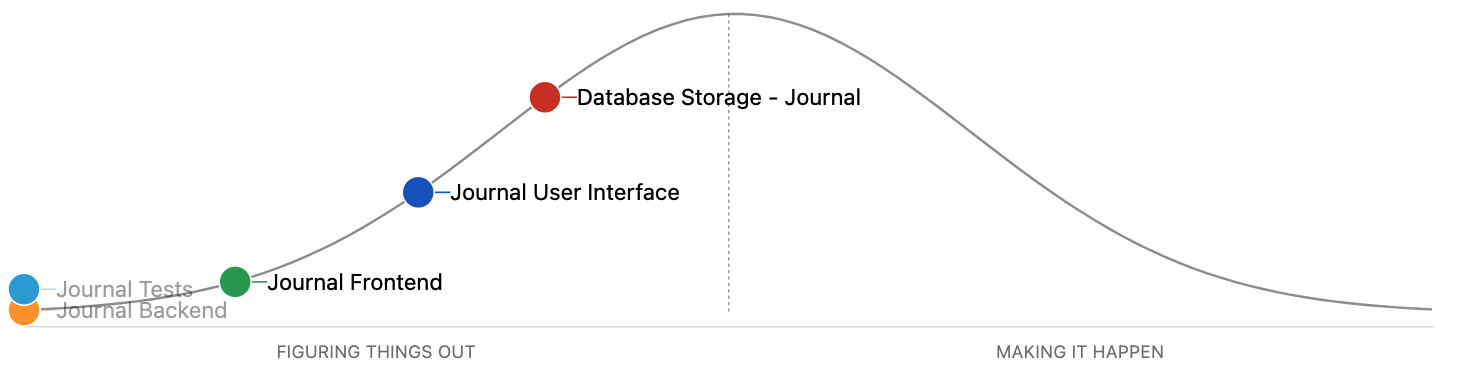 Database Storage - Journal
Journal User Interface
Journal Frontend
Journal Tests
Journal Backend
FIGURING THINGS OUT
MAKING IT HAPPEN